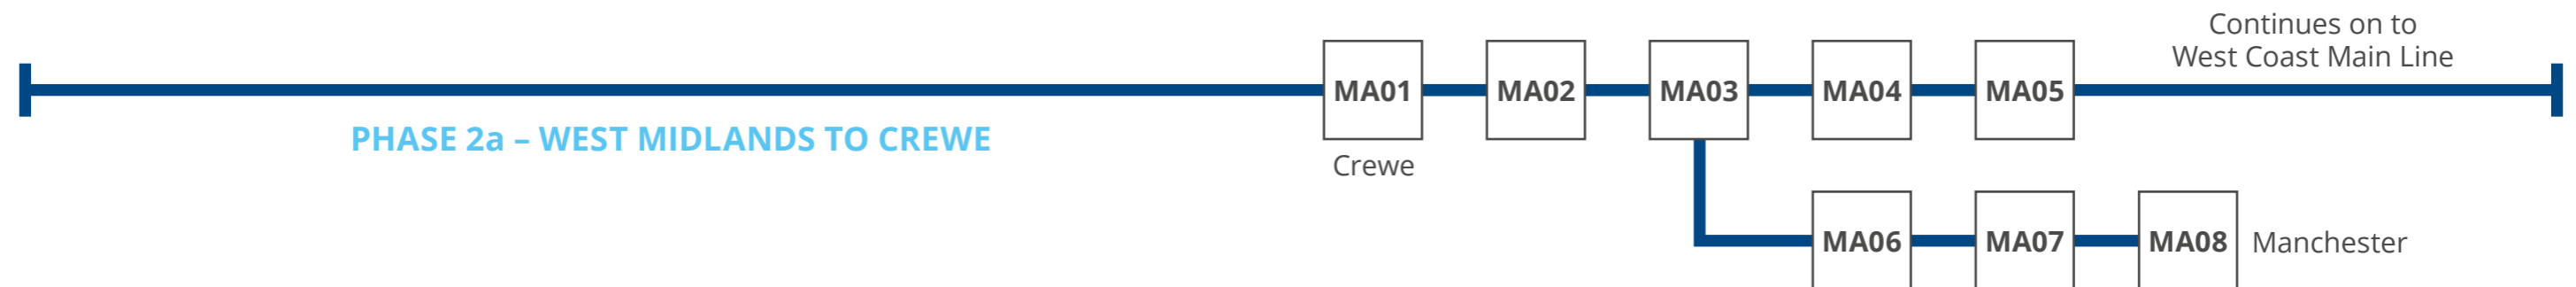 Continues on to
West Coast Main Line
MA01 MA02 MA03 MA04 MA05
PHASE 2a – WEST MIDLANDS TO CREWE
Crewe
MA06 MA07 MA08 Manchester